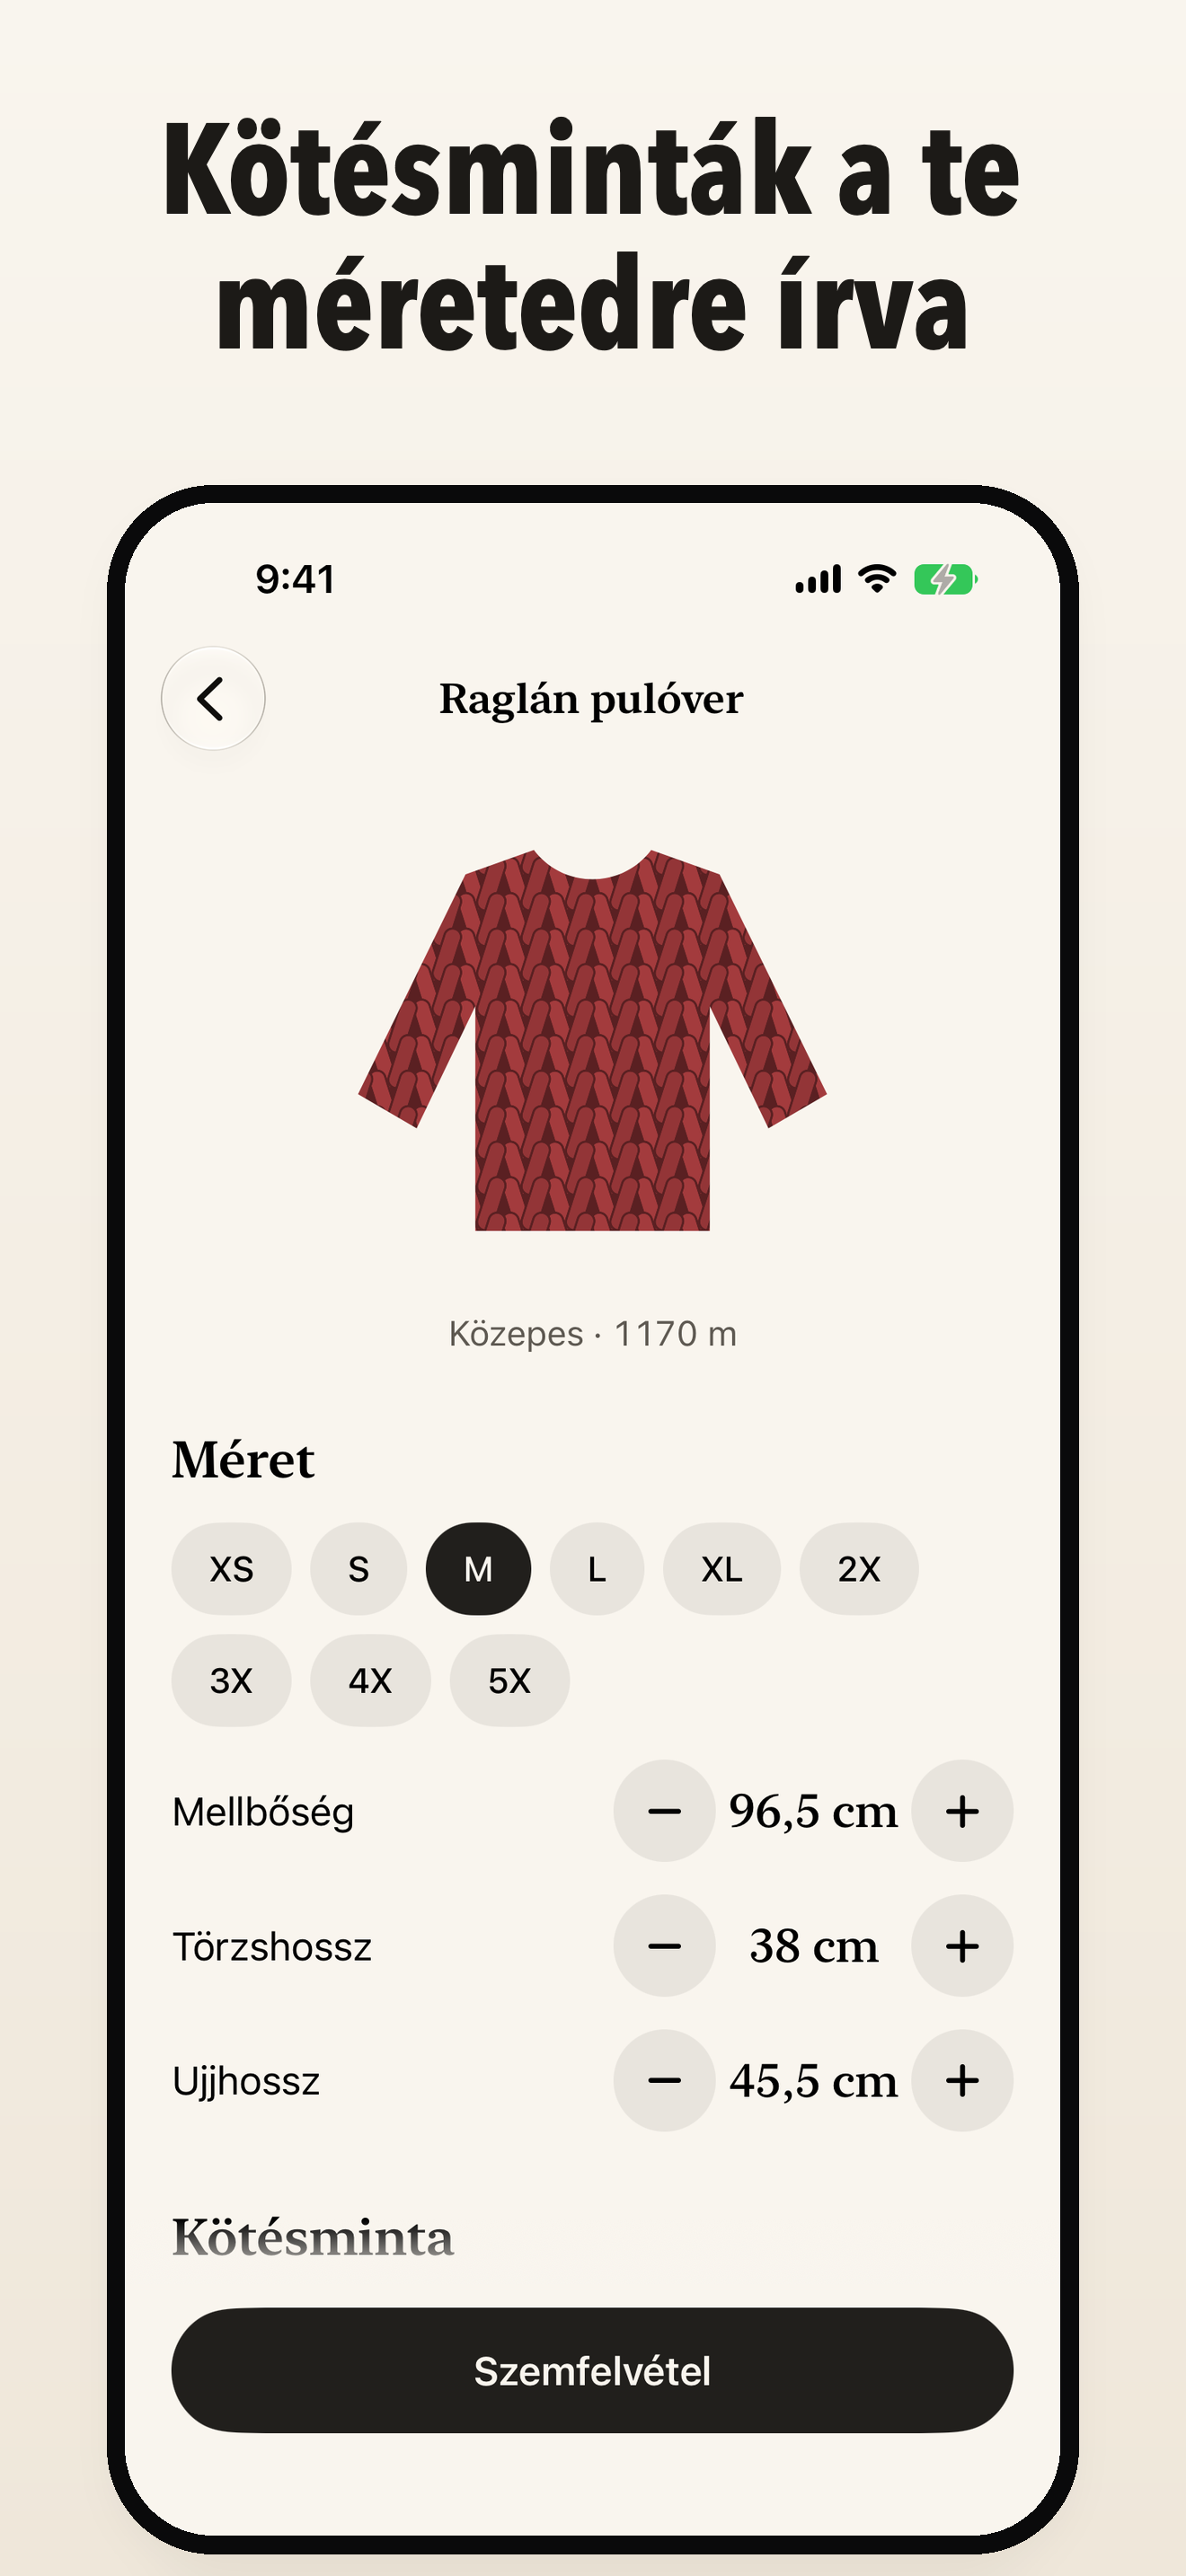 Kötésminták a te
méretedre írva
9:41
Raglán pulóver
Közepes · 1170 m
Méret
XS S M L XL 2X
3X 4X 5X
Mellbőség − 96,5 cm +
Törzshossz − 38 cm +
Ujjhossz − 45,5 cm +
Kötésminta
Szemfelvétel